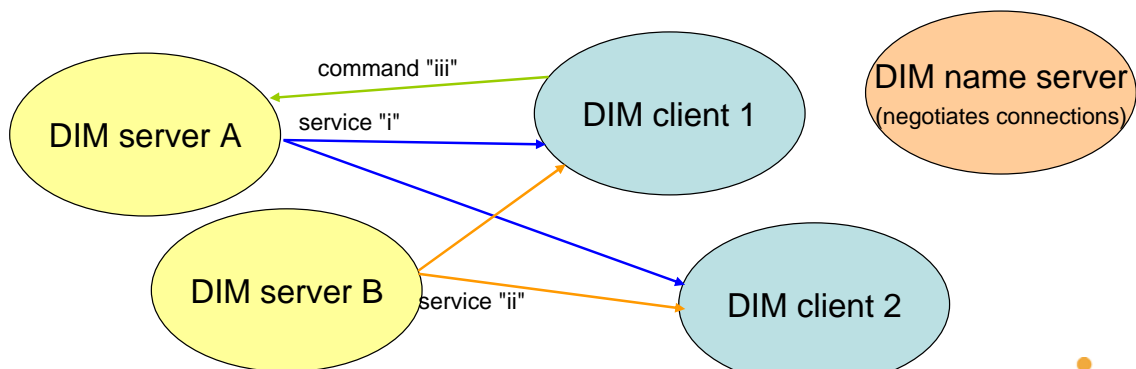 command "iii"
DIM server A
service "i"
DIM client 1
DIM name server
(negotiates connections)
DIM server B
service "ii"
DIM client 2